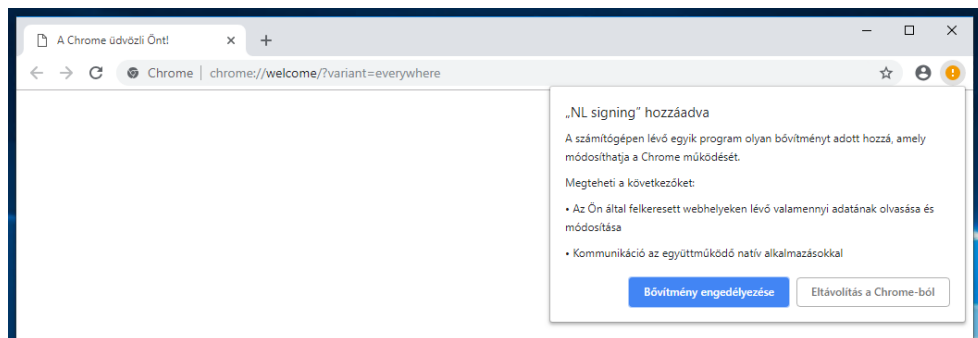 A Chrome üdvözli Önt!
Chrome | chrome://welcome/?variant=everywhere
„NL signing” hozzáadva
A számítógépen lévő egyik program olyan bővítményt adott hozzá, amely
módosíthatja a Chrome működését.
Megteheti a következőket:
• Az Ön által felkeresett webhelyeken lévő valamennyi adatának olvasása és
módosítása
• Kommunikáció az együttműködő natív alkalmazásokkal
Bővítmény engedélyezése
Eltávolítás a Chrome-ból